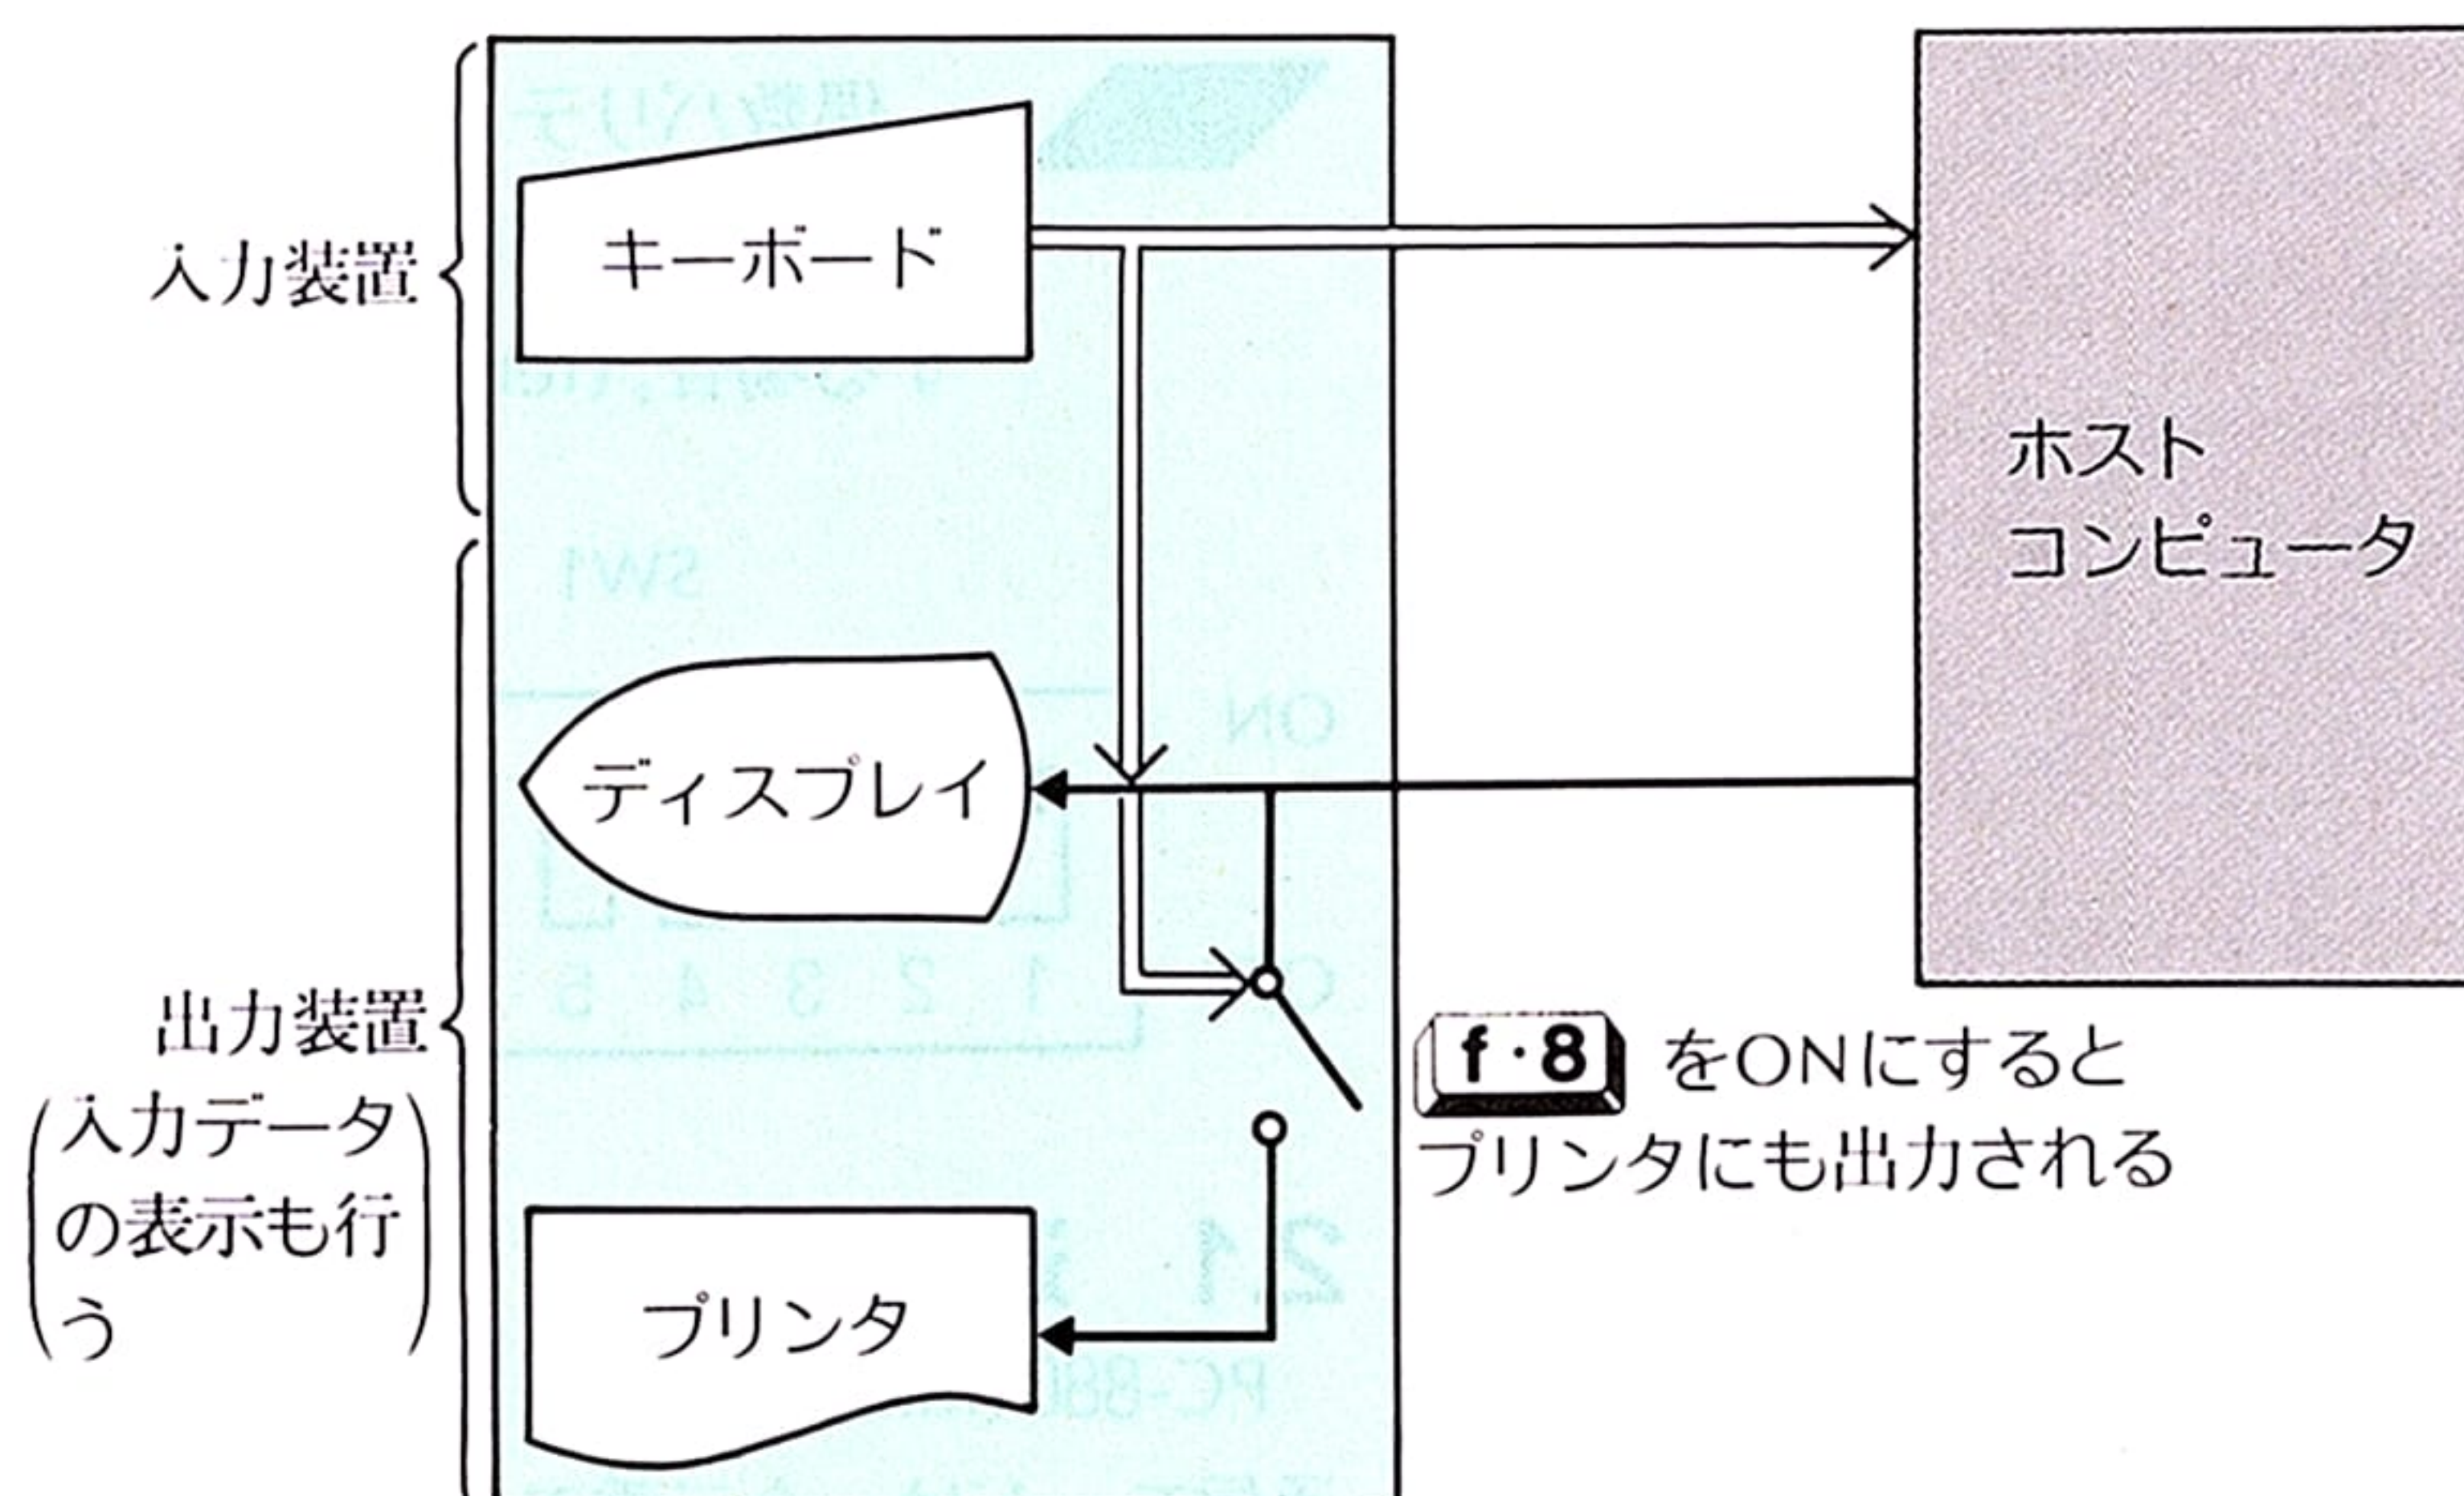 キーボード
入力装置
ホスト
コンピュータ
ディスプレイ
出力装置
(入力データ
の表示も行
う)
f・8 をONにすると
プリンタにも出力される
プリンタ